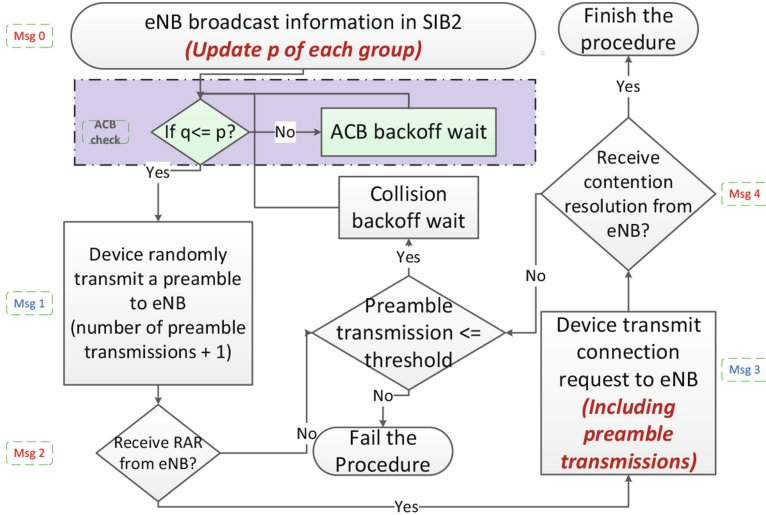 Msg 0
eNB broadcast information in SIB2
(Update p of each group)
Finish the
procedure
ACB
check
If q<= p?
No
ACB backoff wait
Yes
Yes
Collision
backoff wait
Receive
contention
resolution from
eNB?
Msg 4
Device randomly
transmit a preamble
to eNB
(number of preamble
transmissions + 1)
Msg 1
Yes
No
Preamble
transmission <=
threshold
Device transmit
connection
request to eNB
(Including
preamble
transmissions)
Msg 3
No
Msg 2
Receive RAR
from eNB?
No
Fail the
Procedure
Yes